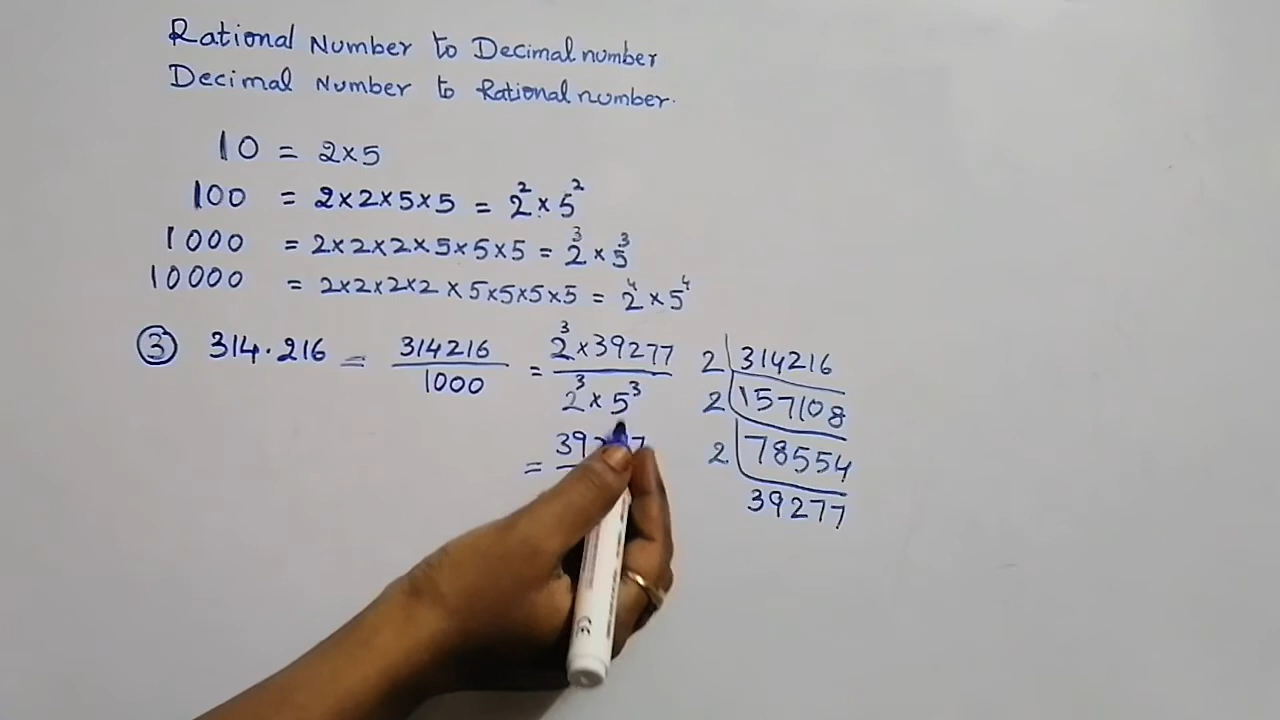 Rational Number to Decimal number
Decimal Number to Rational number.
10 = 2×5
100 = 2×2×5×5 = 2² × 5²
1000 = 2×2×2×5×5×5 = 2³ × 5³
10000 = 2×2×2×2×5×5×5×5 = 2⁴ × 5⁴
③ 314.216 = 314216/1000 = 2³×39277/2³×5³
=
2 314216
2 157108
2 78554
39277
CE